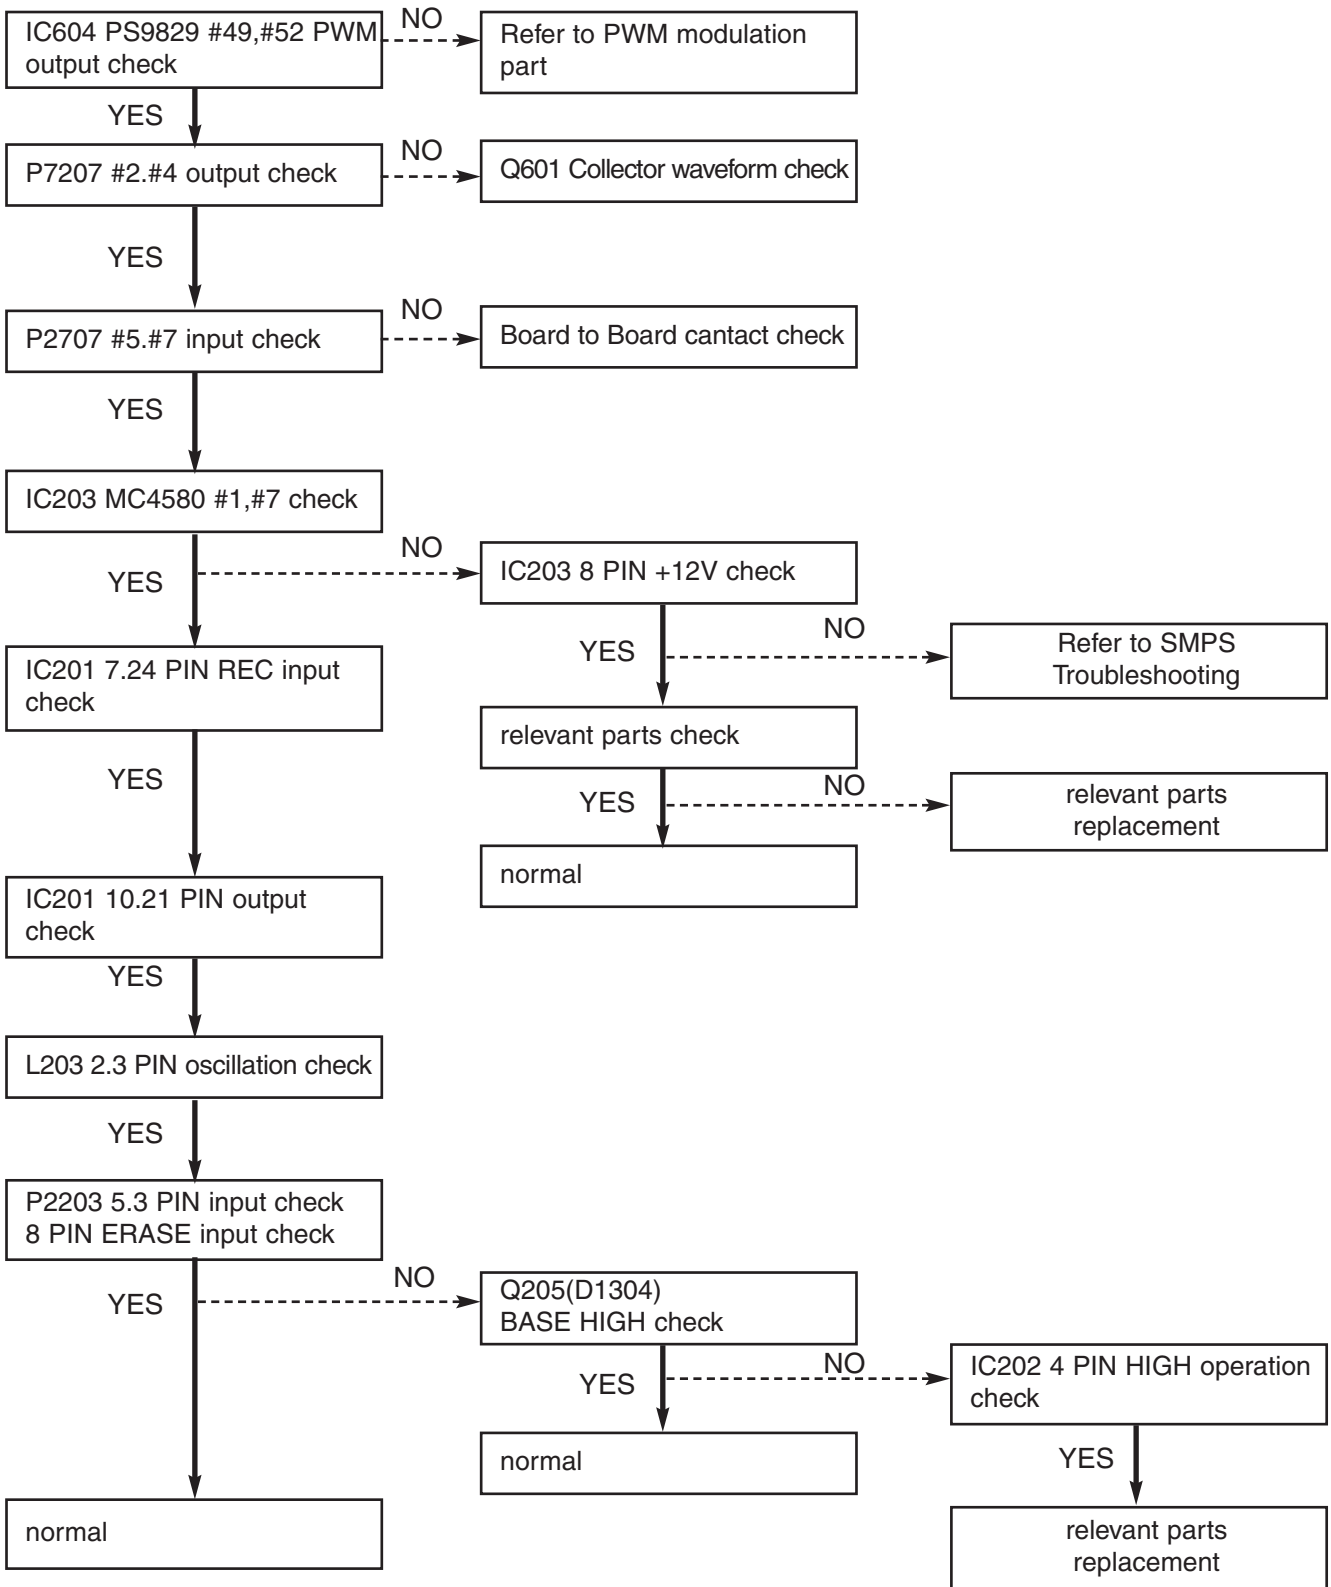 IC604 PS9829 #49,#52 PWM
output check
NO
Refer to PWM modulation
part
YES
P7207 #2.#4 output check
NO
Q601 Collector waveform check
YES
P2707 #5.#7 input check
NO
Board to Board cantact check
YES
IC203 MC4580 #1,#7 check
NO
IC203 8 PIN +12V check
YES
IC201 7.24 PIN REC input
check
YES
NO
Refer to SMPS
Troubleshooting
relevant parts check
YES
YES
NO
relevant parts
replacement
normal
IC201 10.21 PIN output
check
YES
L203 2.3 PIN oscillation check
YES
P2203 5.3 PIN input check
8 PIN ERASE input check
YES
NO
Q205(D1304)
BASE HIGH check
YES
NO
IC202 4 PIN HIGH operation
check
normal
YES
normal
relevant parts
replacement